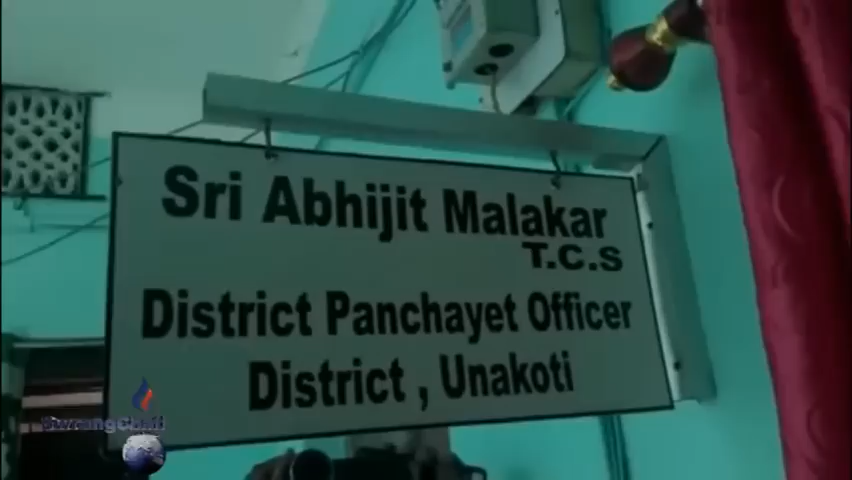 Sri Abhijit Malakar
T.C.S
District Panchayet Officer
District , Unakoti